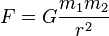 F = G\frac{m_1 m_2}{r^2}